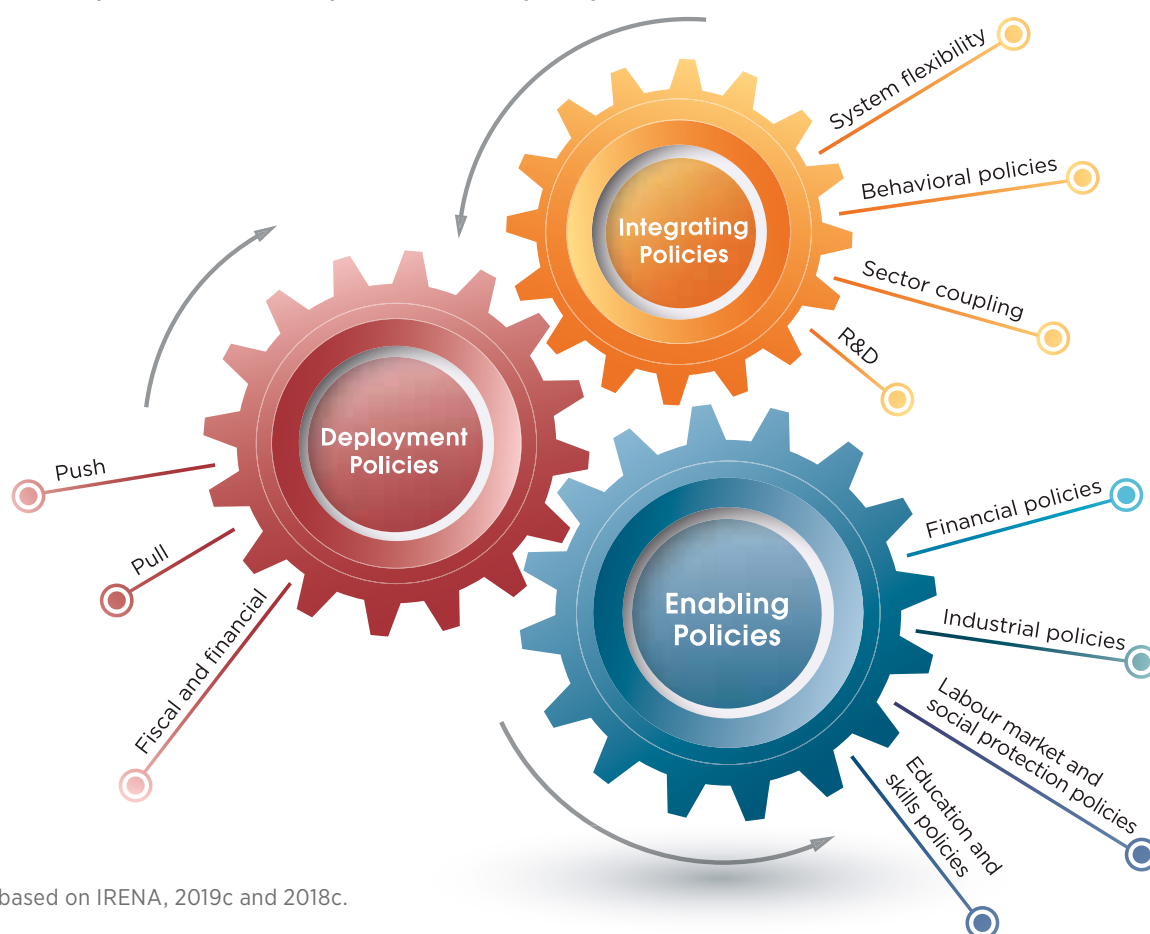 System flexibility
Behavioral policies
Sector coupling
R&D
Integrating
Policies
Deployment
Policies
Push
Pull
Fiscal and financial
Enabling
Policies
Financial policies
Industrial policies
Labour market and
social protection policies
Education and
skills policies
based on IRENA, 2019c and 2018c.